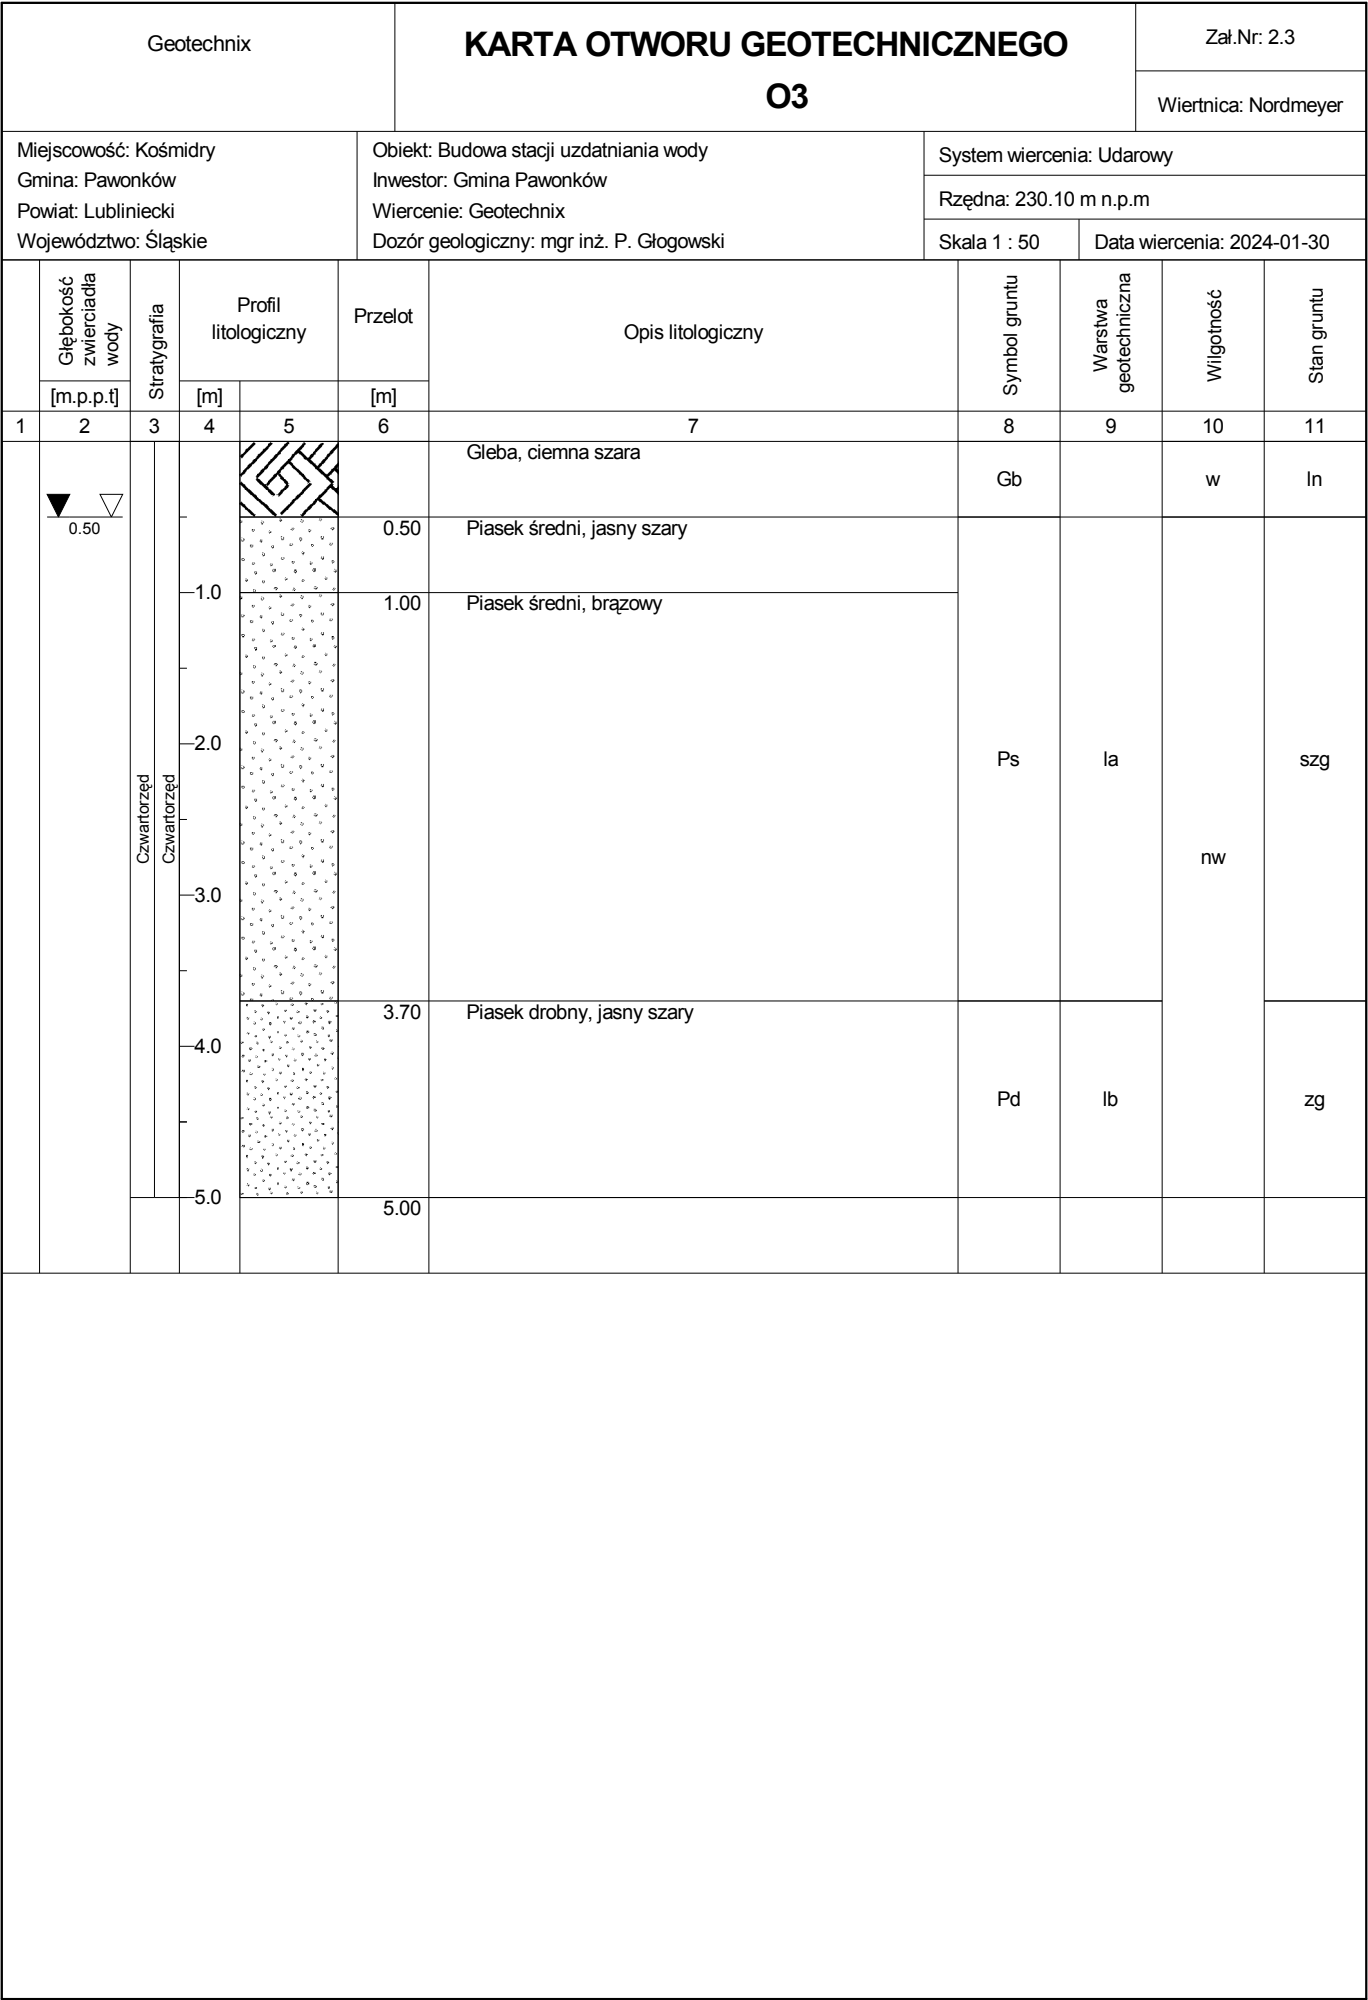 Geotechnix
KARTA OTWORU GEOTECHNICZNEGO
O3
Zał.Nr: 2.3
Wiertnica: Nordmeyer
Miejscowość: Kośmidry
Gmina: Pawonków
Powiat: Lubliniecki
Województwo: Śląskie
Obiekt: Budowa stacji uzdatniania wody
Inwestor: Gmina Pawonków
Wiercenie: Geotechnix
Dozór geologiczny: mgr inż. P. Głogowski
System wiercenia: Udarowy
Rzędna: 230.10 m n.p.m
Skala 1 : 50
Data wiercenia: 2024-01-30
Głębokość
zwierciadła
wody
[m.p.p.t]
Stratygrafia
Profil
litologiczny
[m]
Przelot
[m]
Opis litologiczny
Symbol gruntu
Warstwa
geotechniczna
Wilgotność
Stan gruntu
1 2 3 4 5 6 7 8 9 10 11
Gleba, ciemna szara
Gb
w
ln
0.50
0.50
Piasek średni, jasny szary
1.0
1.00
Piasek średni, brązowy
2.0
Ps
Ia
szg
Czwartorzęd
Czwartorzęd
nw
3.0
3.70
Piasek drobny, jasny szary
4.0
Pd
Ib
zg
5.0
5.00